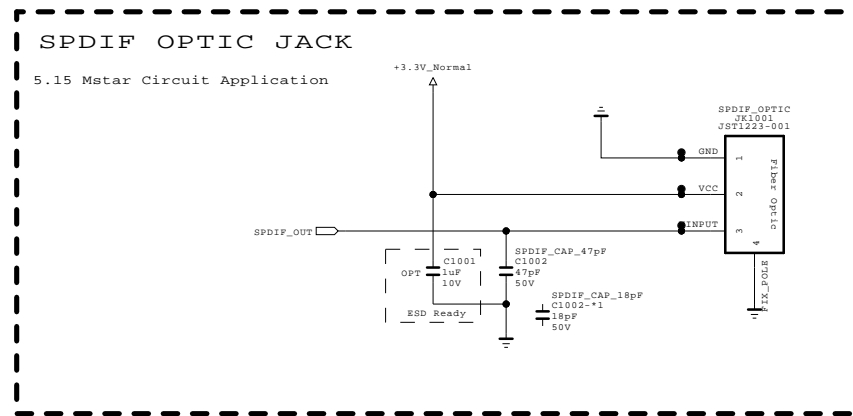 SPDIF OPTIC JACK
5.15 Mstar Circuit Application
+3.3V_Normal
SPDIF_OPTIC
JK1001
JST1223-001
GND
1
VCC
2
INPUT
3
Fiber Optic
4
FIX_POLE
SPDIF_OUT
OPT
C1001
1uF
10V
ESD Ready
SPDIF_CAP_47pF
C1002
47pF
50V
SPDIF_CAP_18pF
C1002-*1
18pF
50V